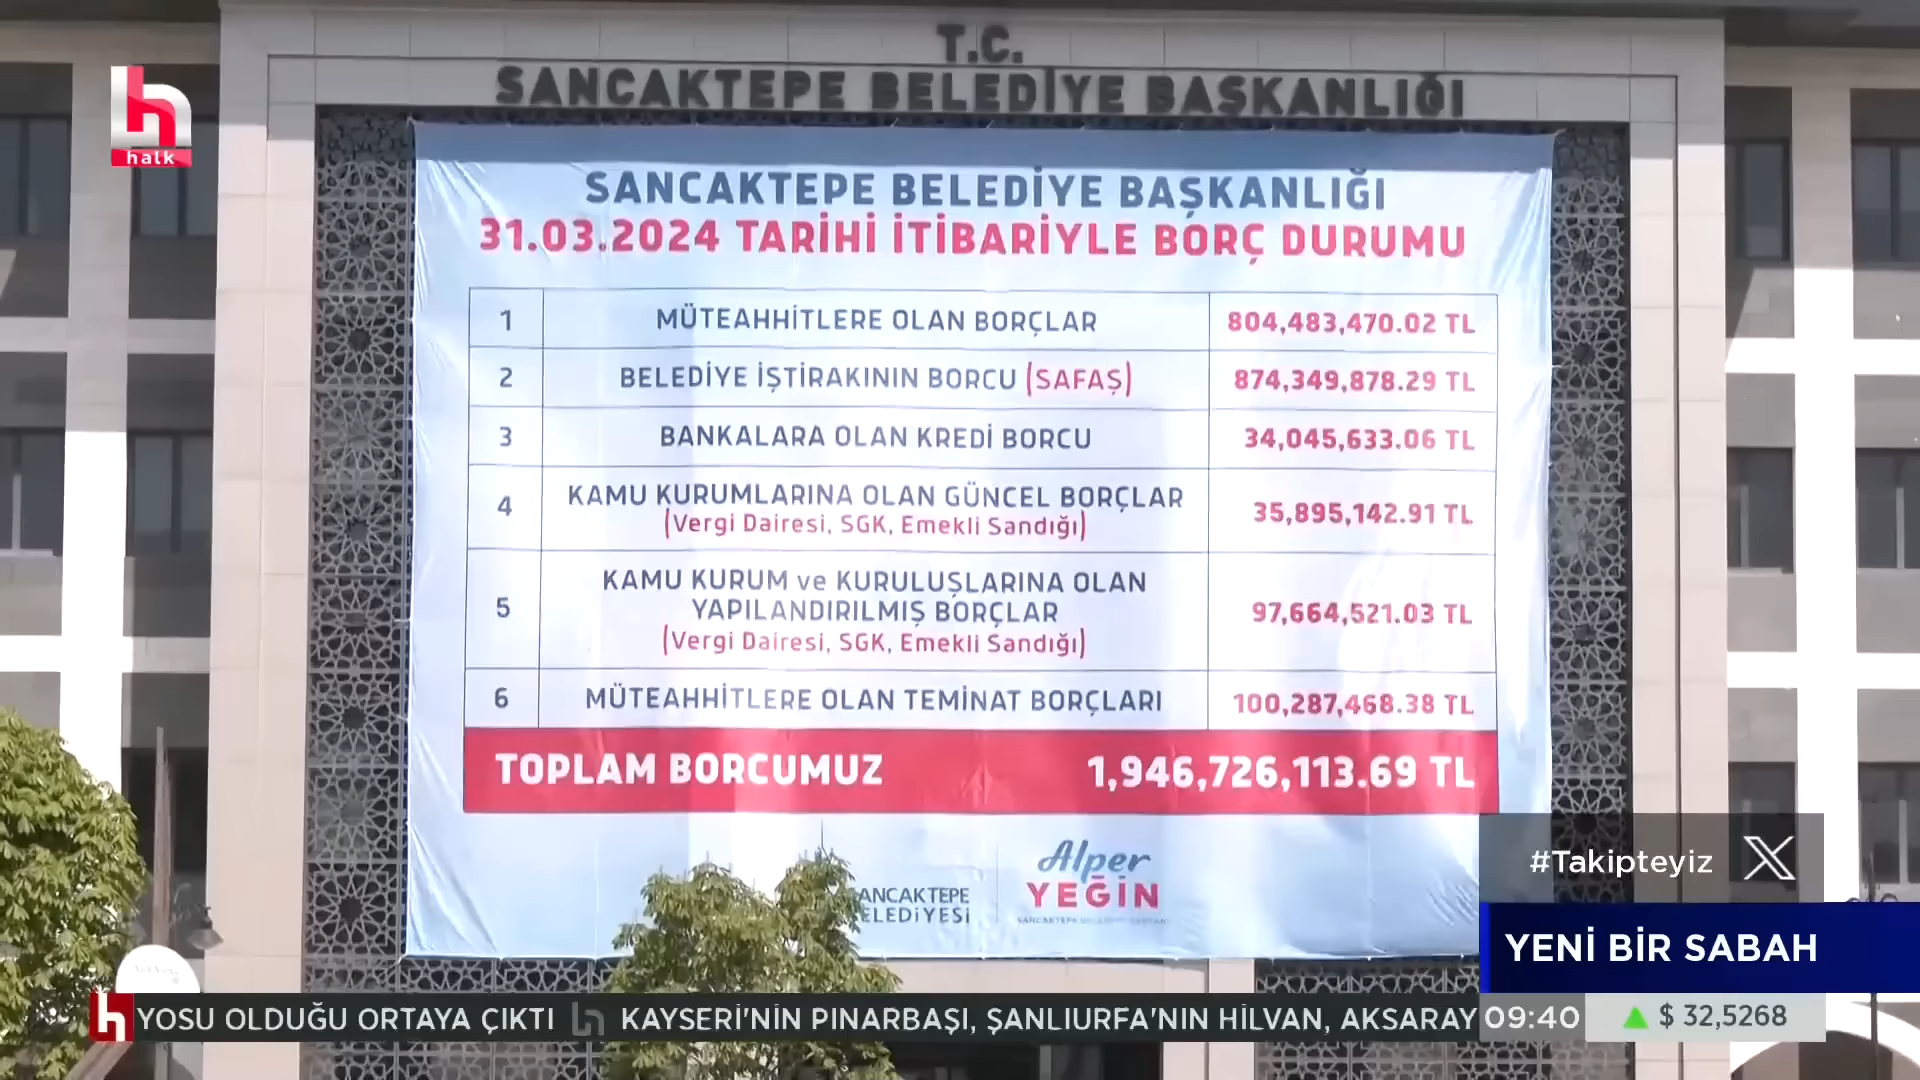 T.C.
SANCAKTEPE BELEDİYE BAŞKANLIĞI
halk
SANCAKTEPE BELEDİYE BAŞKANLIĞI
31.03.2024 TARİHİ İTİBARİYLE BORÇ DURUMU
1 MÜTEAHHİTLERE OLAN BORÇLAR 804,483,470.02 TL
2 BELEDİYE İŞTİRAKININ BORCU (SAFAŞ) 874,349,878.29 TL
3 BANKALARA OLAN KREDİ BORCU 34,045,633.06 TL
4 KAMU KURUMLARINA OLAN GÜNCEL BORÇLAR 35,895,142.91 TL
(Vergi Dairesi, SGK, Emekli Sandığı)
5 KAMU KURUM ve KURULUŞLARINA OLAN
YAPILANDIRILMIŞ BORÇLAR 97,664,521.03 TL
(Vergi Dairesi, SGK, Emekli Sandığı)
6 MÜTEAHHİTLERE OLAN TEMİNAT BORÇLARI 100,287,468.38 TL
TOPLAM BORCUMUZ 1,946,726,113.69 TL
ANCAKTEPE
ELEDİYESİ
Alper
YEĞİN
SANCAKTEPE BELEDİYE BAŞKANI
#Takipteyiz X
YENİ BİR SABAH
YOSU OLDUĞU ORTAYA ÇIKTI h KAYSERİ'NİN PINARBAŞI, ŞANLIURFA'NIN HİLVAN, AKSARAY 09:40 $ 32,5268